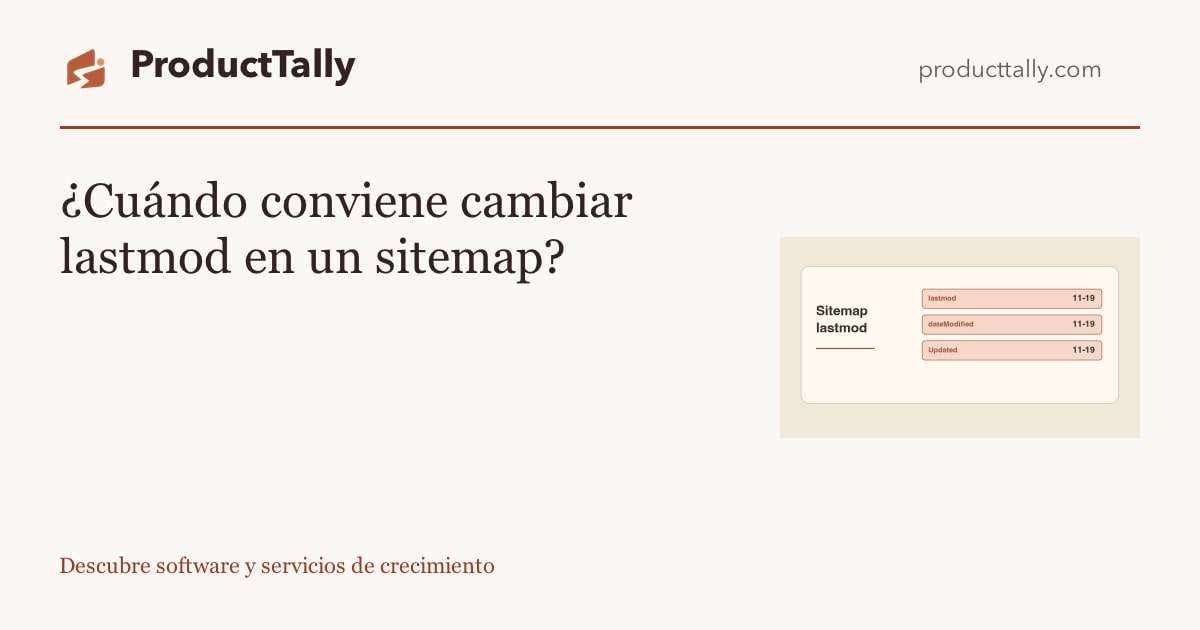 ProductTally
producttally.com
¿Cuándo conviene cambiar
lastmod en un sitemap?
Sitemap
lastmod
lastmod 11-19
dateModified 11-19
Updated 11-19
Descubre software y servicios de crecimiento